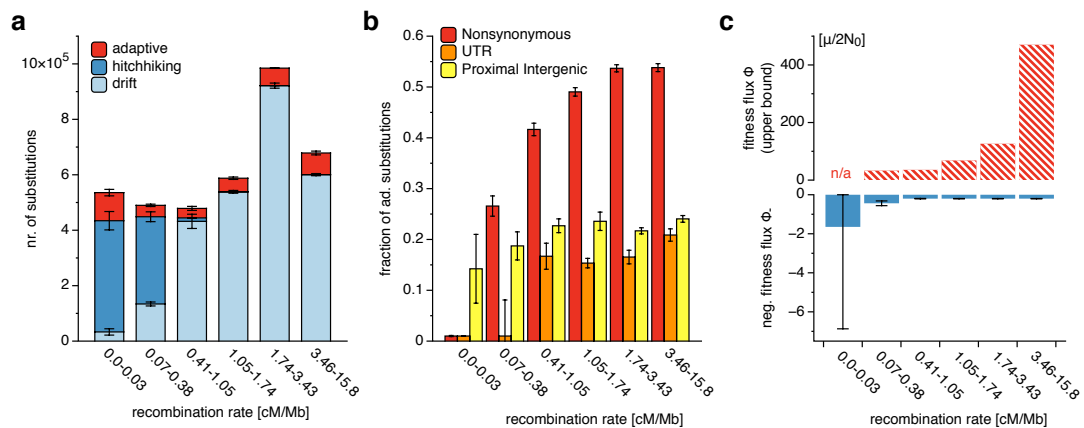 a
adaptive
hitchhiking
drift
nr. of substitutions
10×10⁵
8
6
4
2
0
0.0-0.03
0.07-0.38
0.41-1.05
1.05-1.74
1.74-3.43
3.46-15.8
recombination rate [cM/Mb]
b
Nonsynonymous
UTR
Proximal Intergenic
fraction of ad. substitutions
0.6
0.5
0.4
0.3
0.2
0.1
0
0.0-0.03
0.07-0.38
0.41-1.05
1.05-1.74
1.74-3.43
3.46-15.8
recombination rate [cM/Mb]
c
[μ/2N₀]
fitness flux Φ
(upper bound)
400
200
0
n/a
neg. fitness flux Φ-
0
−2
−4
−6
0.0-0.03
0.07-0.38
0.41-1.05
1.05-1.74
1.74-3.43
3.46-15.8
recombination rate [cM/Mb]